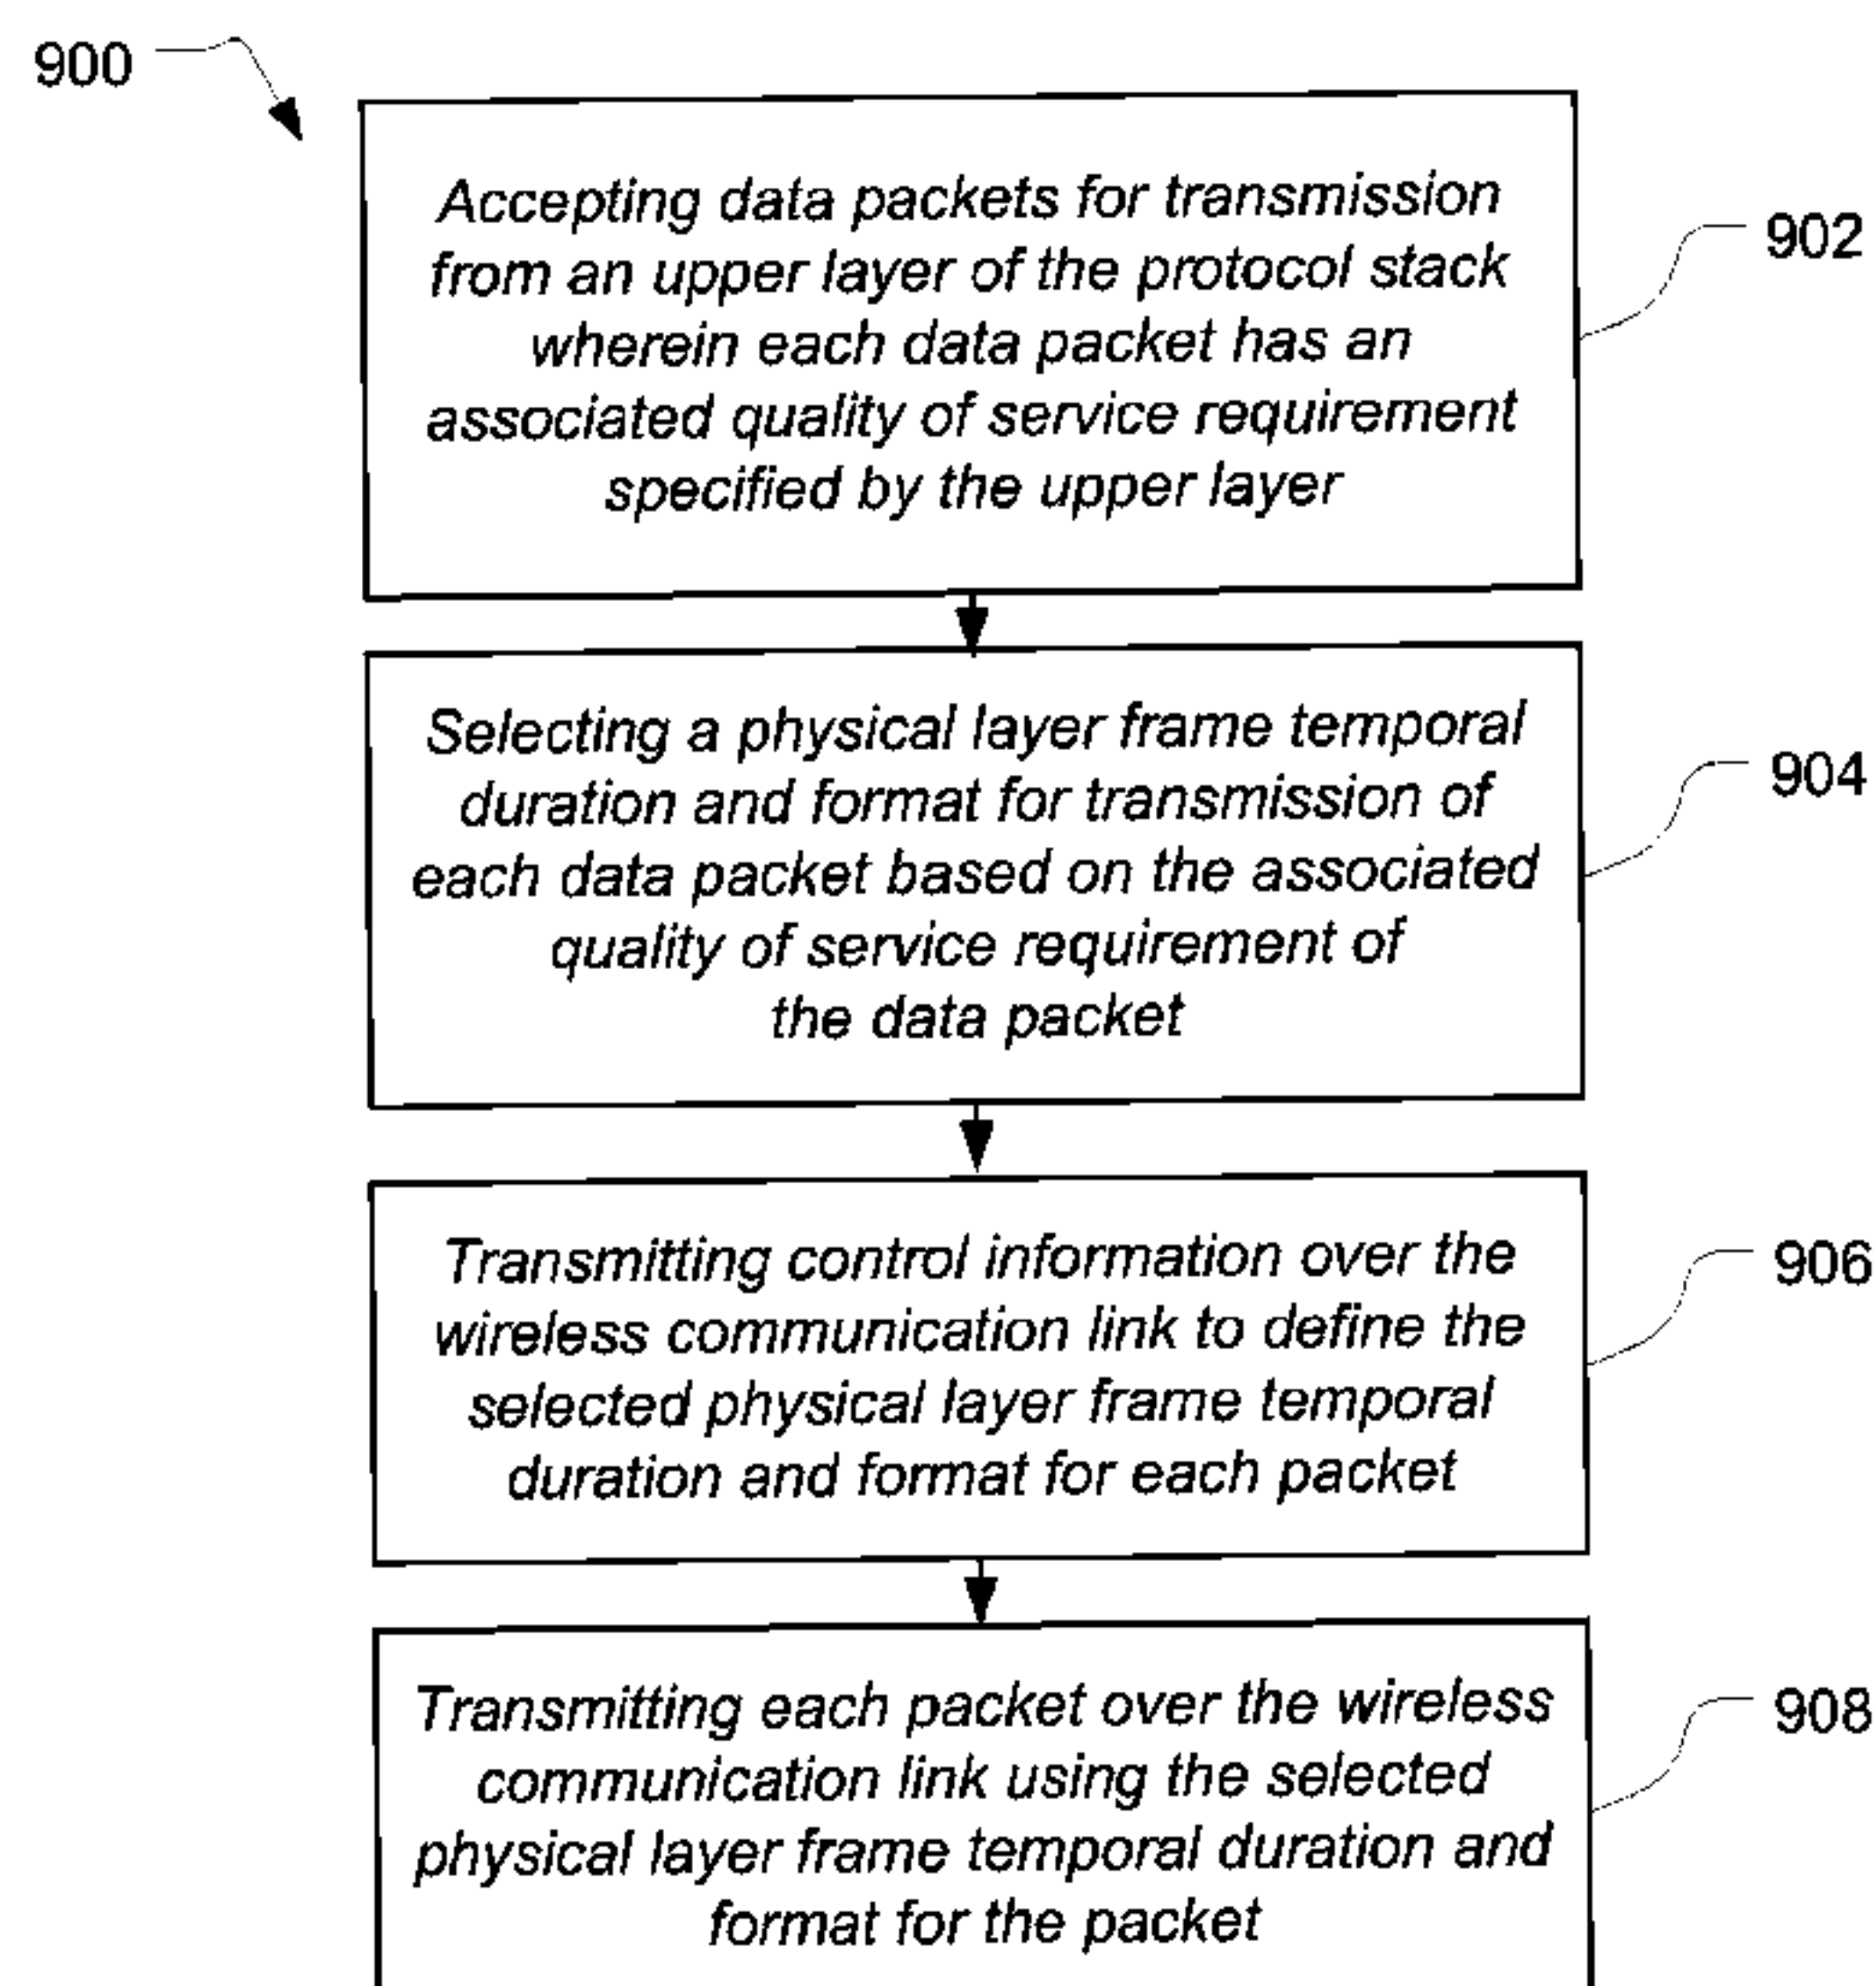 900
Accepting data packets for transmission
from an upper layer of the protocol stack
wherein each data packet has an
associated quality of service requirement
specified by the upper layer
902
Selecting a physical layer frame temporal
duration and format for transmission of
each data packet based on the associated
quality of service requirement of
the data packet
904
Transmitting control information over the
wireless communication link to define the
selected physical layer frame temporal
duration and format for each packet
906
Transmitting each packet over the wireless
communication link using the selected
physical layer frame temporal duration and
format for the packet
908